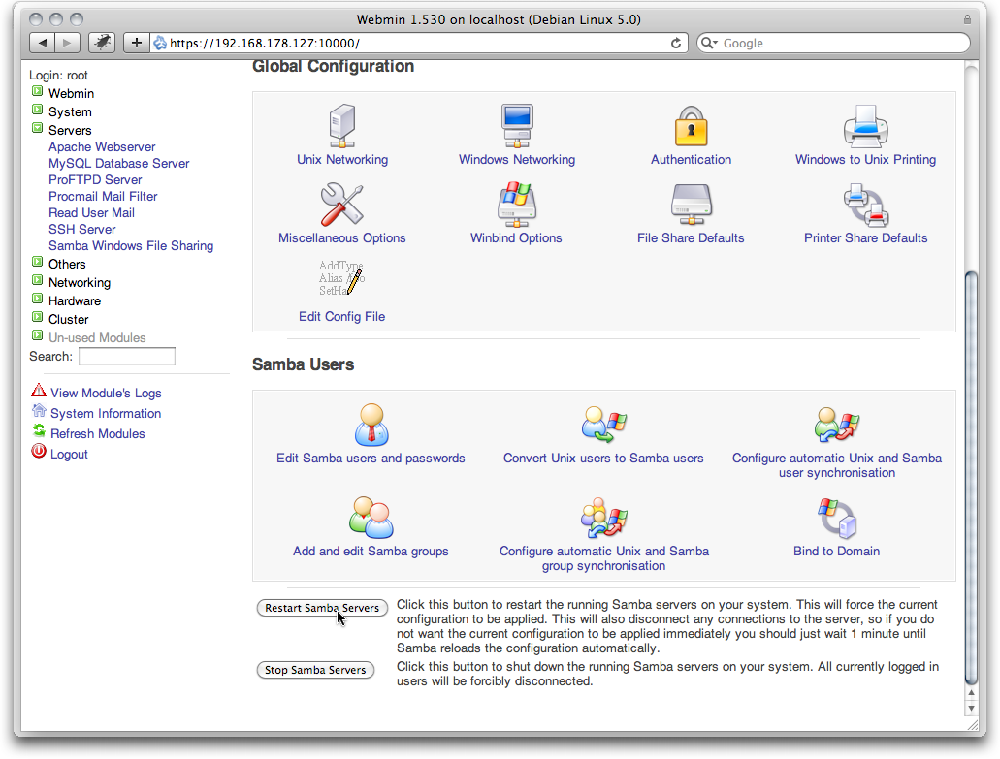 Webmin 1.530 on localhost (Debian Linux 5.0)
https://192.168.178.127:10000/
Google
Login: root
Webmin
System
Servers
Apache Webserver
MySQL Database Server
ProFTPD Server
Procmail Mail Filter
Read User Mail
SSH Server
Samba Windows File Sharing
Others
Networking
Hardware
Cluster
Un-used Modules
Search:
View Module's Logs
System Information
Refresh Modules
Logout
Global Configuration
Unix Networking
Windows Networking
Authentication
Windows to Unix Printing
Miscellaneous Options
Winbind Options
File Share Defaults
Printer Share Defaults
AddType
Alias
Edit Config File
Samba Users
Edit Samba users and passwords
Convert Unix users to Samba users
Configure automatic Unix and Samba
user synchronisation
Add and edit Samba groups
Configure automatic Unix and Samba
group synchronisation
Bind to Domain
Restart Samba Servers
Click this button to restart the running Samba servers on your system. This will force the current
configuration to be applied. This will also disconnect any connections to the server, so if you do
not want the current configuration to be applied immediately you should just wait 1 minute until
Samba reloads the configuration automatically.
Stop Samba Servers
Click this button to shut down the running Samba servers on your system. All currently logged in
users will be forcibly disconnected.